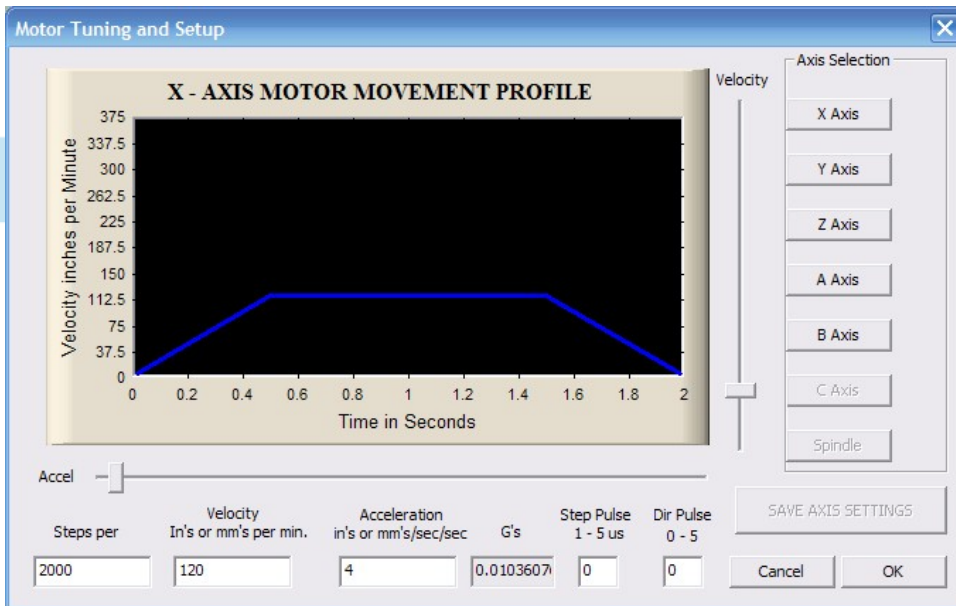 Motor Tuning and Setup
X - AXIS MOTOR MOVEMENT PROFILE
Velocity inches per Minute
375
337.5
300
262.5
225
187.5
150
112.5
75
37.5
0
0 0.2 0.4 0.6 0.8 1 1.2 1.4 1.6 1.8 2
Time in Seconds
Velocity
Axis Selection
X Axis
Y Axis
Z Axis
A Axis
B Axis
C Axis
Spindle
Accel
Steps per
Velocity
In's or mm's per min.
Acceleration
in's or mm's/sec/sec
G's
Step Pulse
1 - 5 us
Dir Pulse
0 - 5
2000
120
4
0.0103607
0
0
SAVE AXIS SETTINGS
Cancel
OK